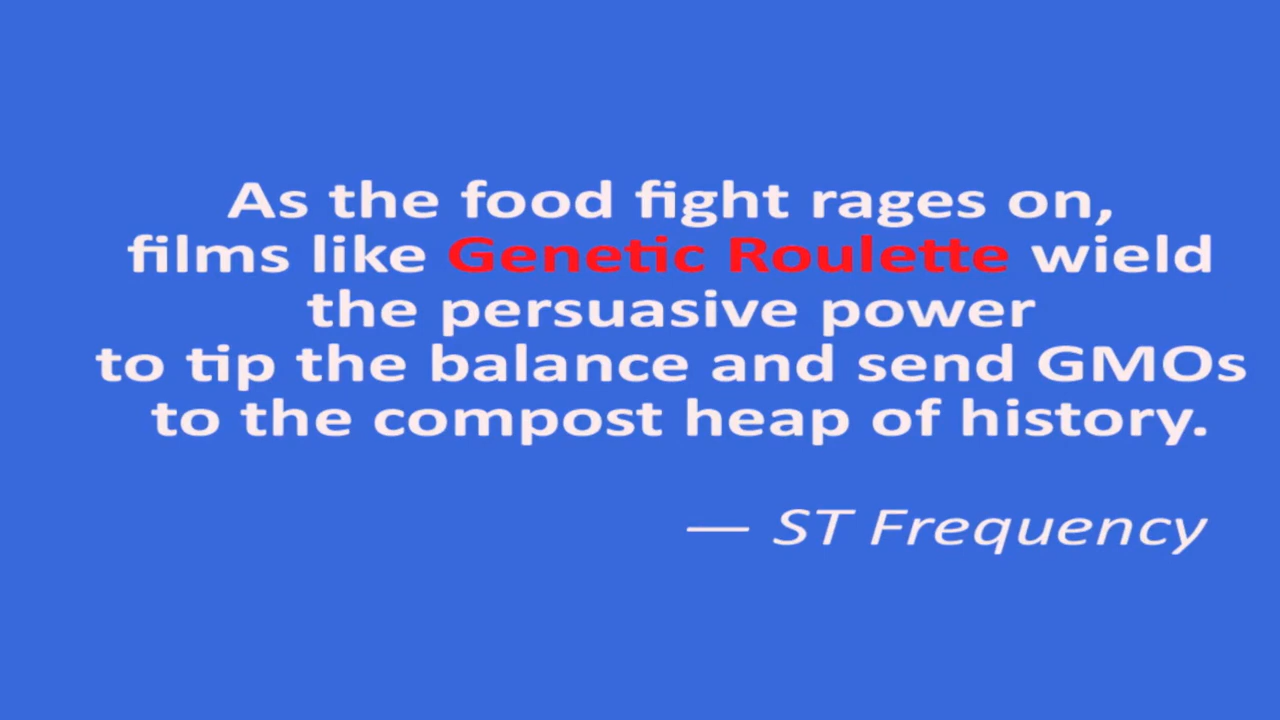 As the food fight rages on,
films like Genetic Roulette wield
the persuasive power
to tip the balance and send GMOs
to the compost heap of history.
— ST Frequency